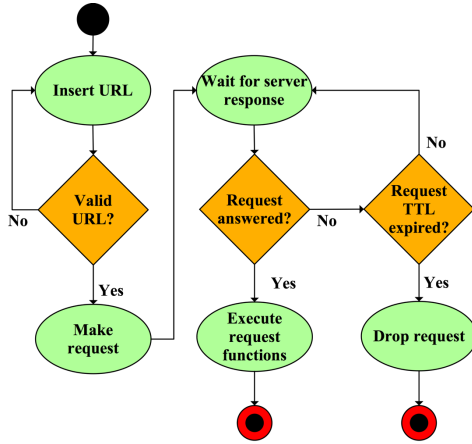 Insert URL
Valid
URL?
No
Yes
Make
request
Wait for server
response
Request
answered?
No
Yes
Execute
request
functions
Request
TTL
expired?
No
Yes
Drop request